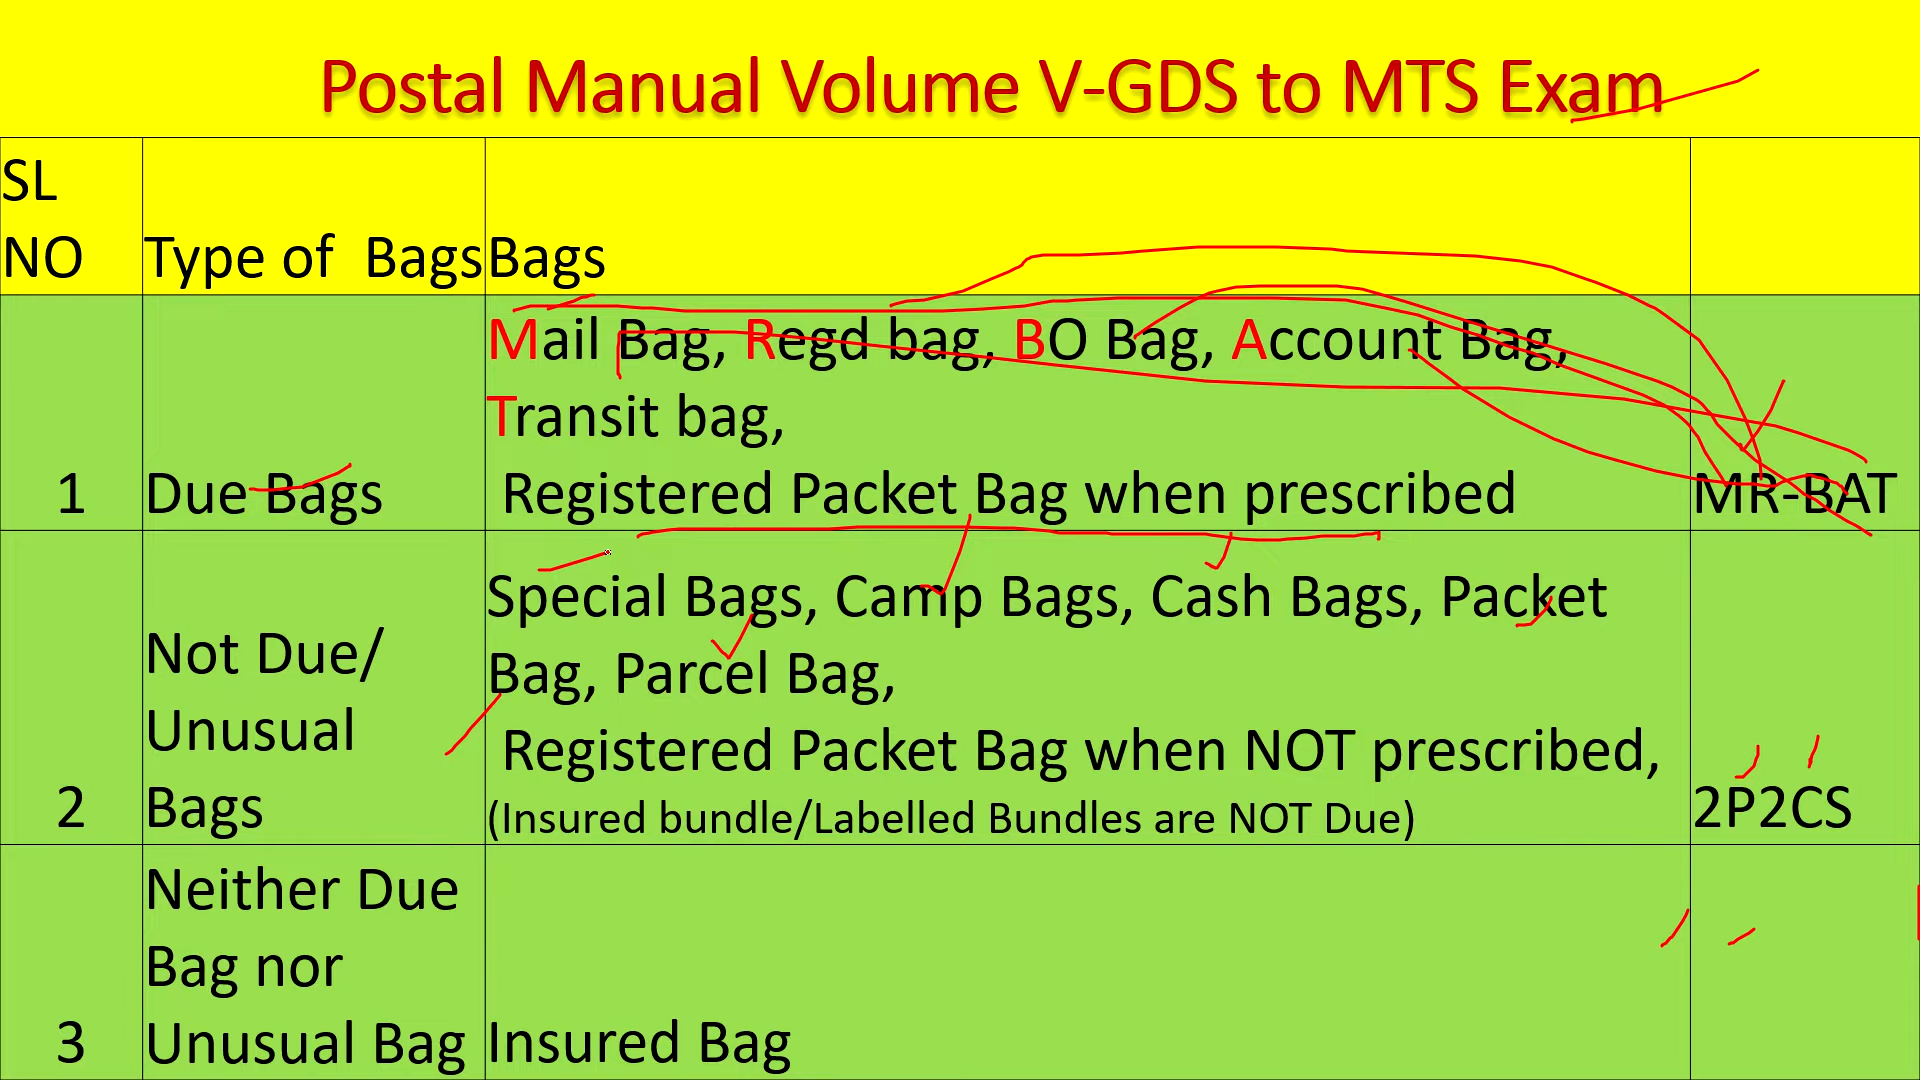 Postal Manual Volume V-GDS to MTS Exam
SL
NO
Type of Bags
Bags
1
Due Bags
Mail Bag, Regd bag, BO Bag, Account Bag,
Transit bag,
Registered Packet Bag when prescribed
MR-BAT
2
Not Due/
Unusual
Bags
Special Bags, Camp Bags, Cash Bags, Packet
Bag, Parcel Bag,
Registered Packet Bag when NOT prescribed,
(Insured bundle/Labelled Bundles are NOT Due)
2P2CS
3
Neither Due
Bag nor
Unusual Bag
Insured Bag